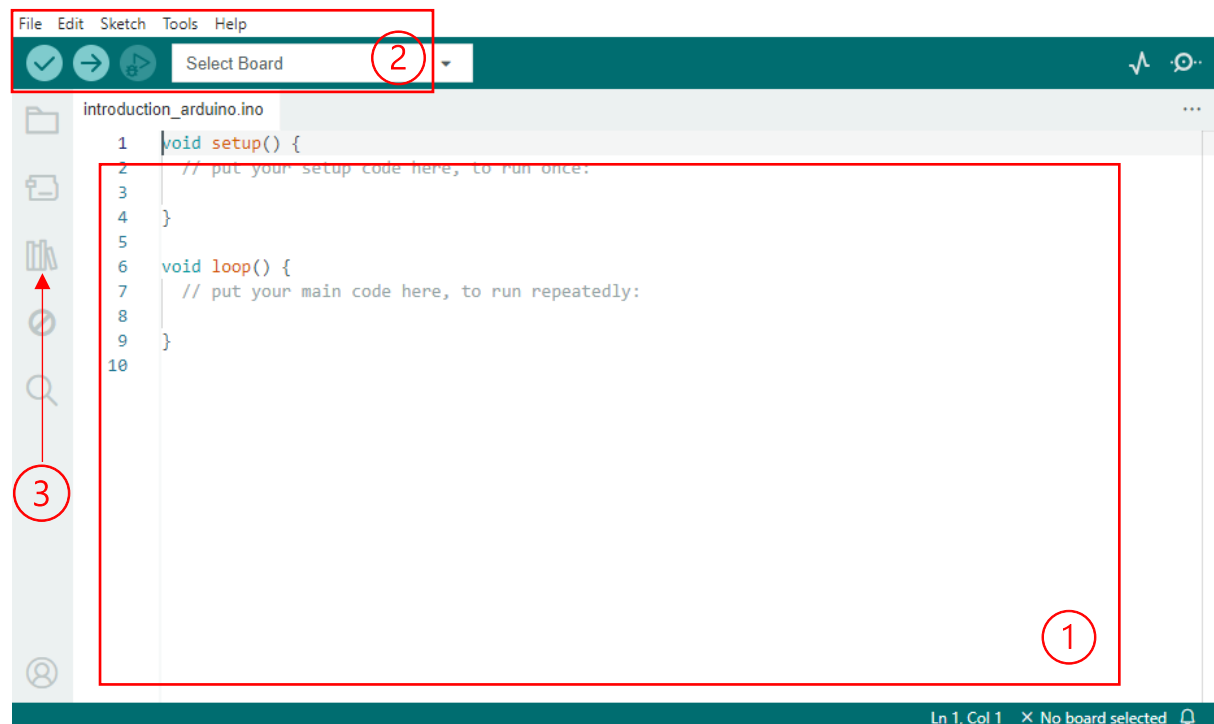 File Edit Sketch Tools Help
Select Board
2
introduction_arduino.ino
1 void setup() {
2 // put your setup code here, to run once:
3
4 }
5
6 void loop() {
7 // put your main code here, to run repeatedly:
8
9 }
10
3
1
Ln 1, Col 1 × No board selected